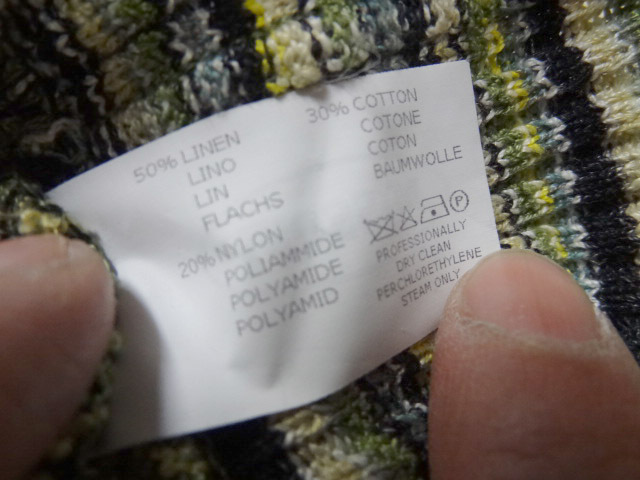 50% LINEN
LINO
LIN
FLACHS
30% COTTON
COTONE
COTON
BAUMWOLLE
20% NYLON
POLIAMMIDE
POLYAMIDE
POLYAMID
P
PROFESSIONALLY
DRY CLEAN
PERCHLORETHYLENE
STEAM ONLY